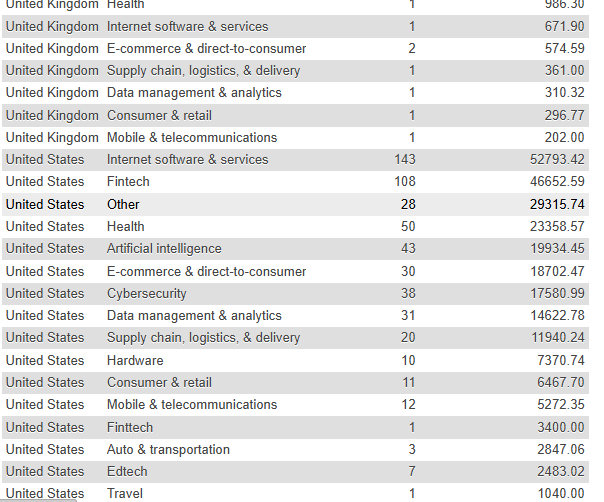 United Kingdom Health 1 986.30
United Kingdom Internet software & services 1 671.90
United Kingdom E-commerce & direct-to-consumer 2 574.59
United Kingdom Supply chain, logistics, & delivery 1 361.00
United Kingdom Data management & analytics 1 310.32
United Kingdom Consumer & retail 1 296.77
United Kingdom Mobile & telecommunications 1 202.00
United States Internet software & services 143 52793.42
United States Fintech 108 46652.59
United States Other 28 29315.74
United States Health 50 23358.57
United States Artificial intelligence 43 19934.45
United States E-commerce & direct-to-consumer 30 18702.47
United States Cybersecurity 38 17580.99
United States Data management & analytics 31 14622.78
United States Supply chain, logistics, & delivery 20 11940.24
United States Hardware 10 7370.74
United States Consumer & retail 11 6467.70
United States Mobile & telecommunications 12 5272.35
United States Finttech 1 3400.00
United States Auto & transportation 3 2847.06
United States Edtech 7 2483.02
United States Travel 1 1040.00